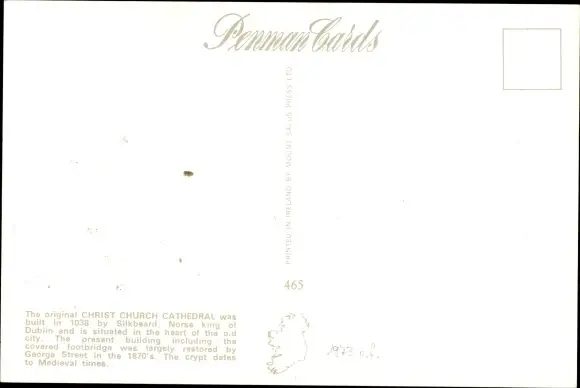 Penman Cards
PRINTED IN IRELAND BY MOUNT SALUS PRESS LTD
465
The original CHRIST CHURCH CATHEDRAL was
built in 1038 by Silkbeard, Norse king of
Dublin and is situated in the heart of the old
city. The present building including the
covered footbridge was largely restored by
George Street in the 1870's. The crypt dates
to Medieval times.
1973